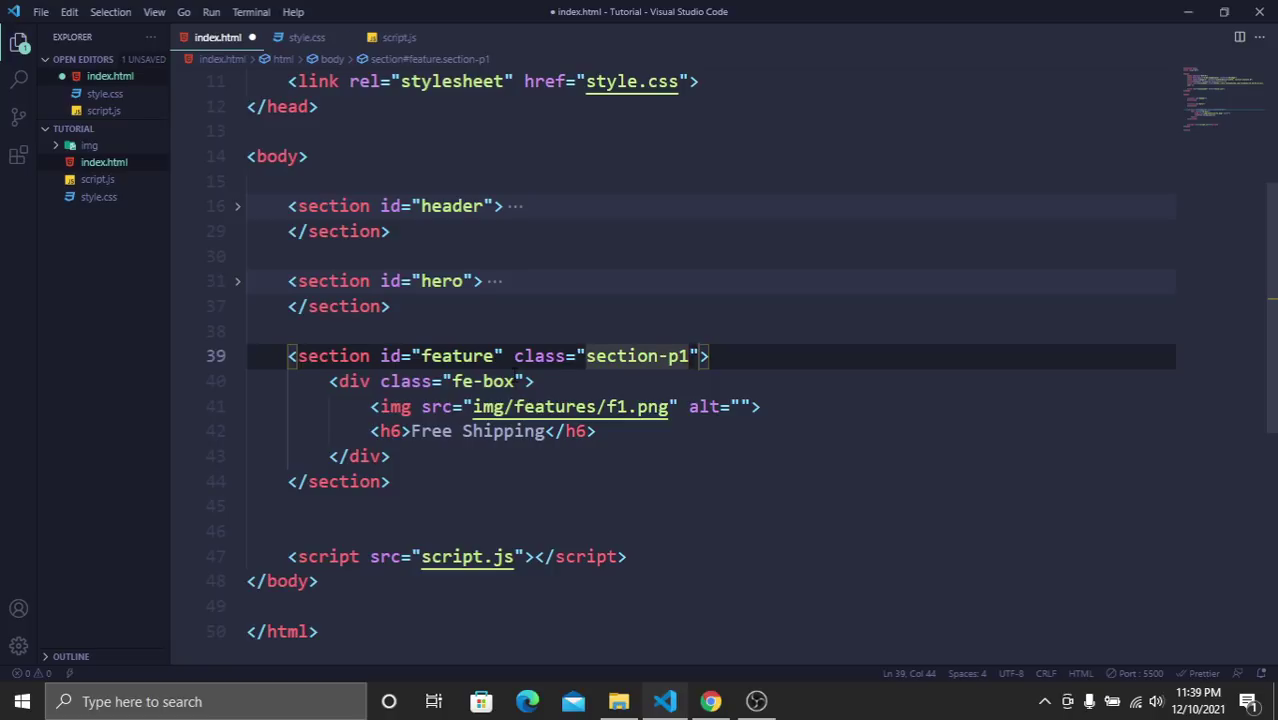 File Edit Selection View Go Run Terminal Help
● index.html - Tutorial - Visual Studio Code
EXPLORER
OPEN EDITORS 1 UNSAVED
index.html
style.css
script.js
TUTORIAL
img
index.html
script.js
style.css
OUTLINE
index.html style.css script.js
index.html > html > body > section#feature.section-p1
11 <link rel="stylesheet" href="style.css">
12 </head>
13
14 <body>
15
16 <section id="header"> ···
</section>
30
31 <section id="hero"> ···
37 </section>
38
39 <section id="feature" class="section-p1">
40 <div class="fe-box">
41 <img src="img/features/f1.png" alt="">
42 <h6>Free Shipping</h6>
43 </div>
44 </section>
45
46
47 <script src="script.js"></script>
48 </body>
49
50 </html>
0 0 Ln 39, Col 44 Spaces: 4 UTF-8 CRLF HTML Port : 5500 Prettier
Type here to search
11:39 PM
12/10/2021
1